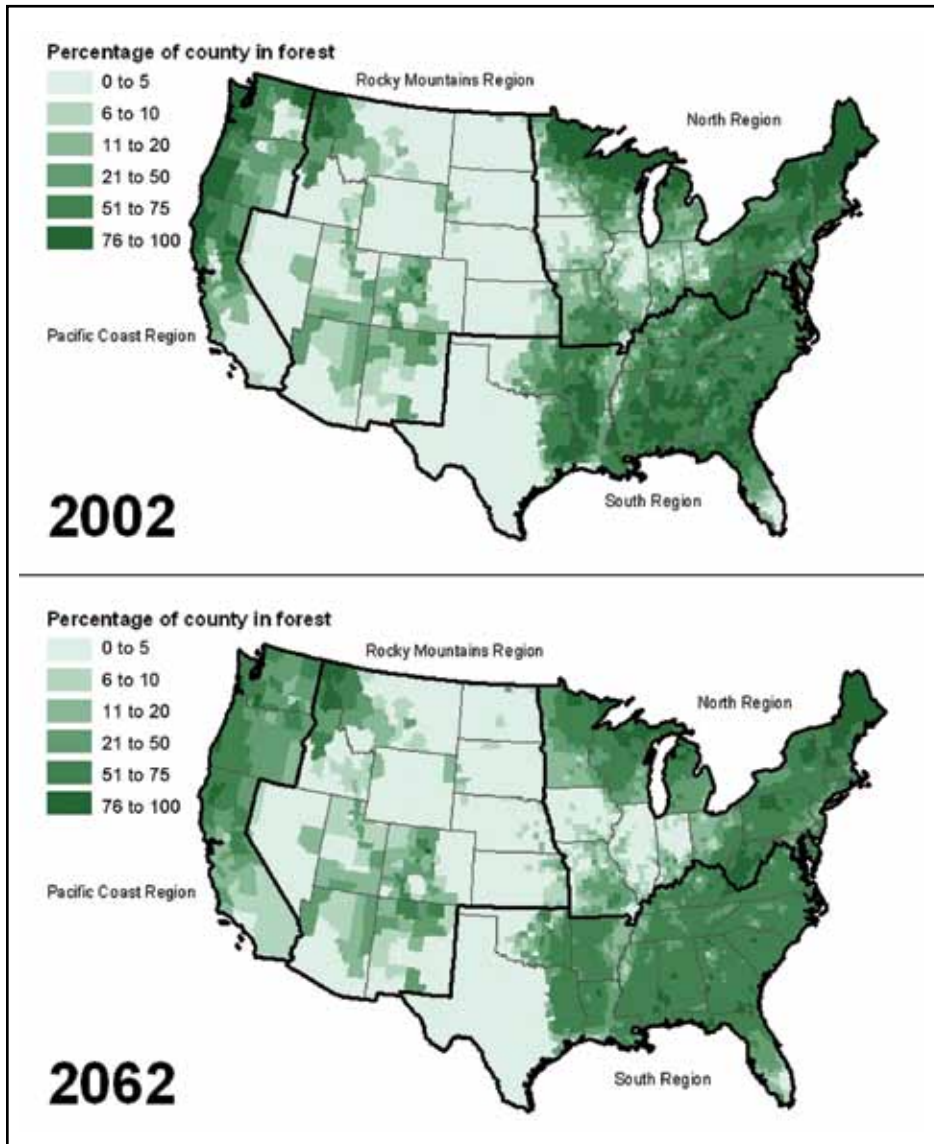 Percentage of county in forest
0 to 5
6 to 10
11 to 20
21 to 50
51 to 75
76 to 100
Rocky Mountains Region
North Region
Pacific Coast Region
South Region
2002
Percentage of county in forest
0 to 5
6 to 10
11 to 20
21 to 50
51 to 75
76 to 100
Rocky Mountains Region
North Region
Pacific Coast Region
South Region
2062